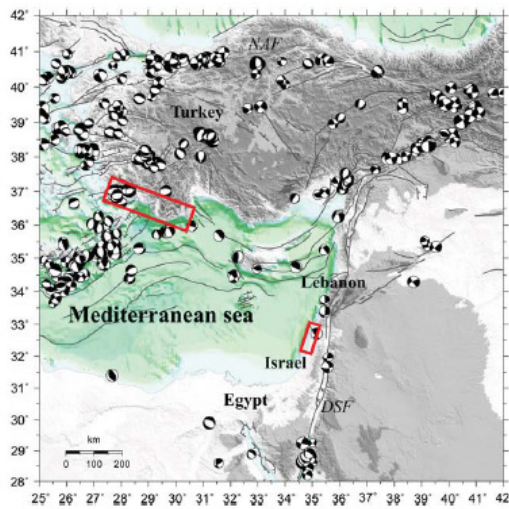 42°
41°
NAF
40°
Turkey
39°
38°
37°
36°
35°
Lebanon
34°
Mediterranean sea
33°
32°
Israel
31°
Egypt
DSF
30°
29°
km
0 100 200
28°
25° 26° 27° 28° 29° 30° 31° 32° 33° 34° 35° 36° 37° 38° 39° 40° 41° 42